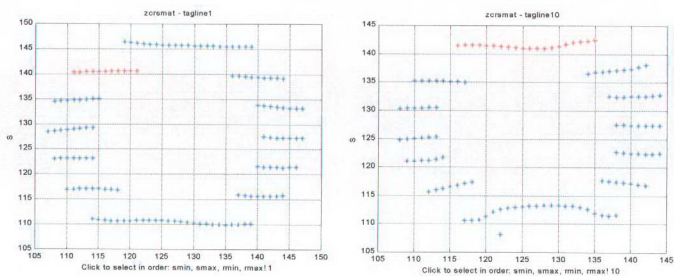 zcrsmat - tagline1
150
145
140
135
130
125
120
115
110
105
S
105 110 115 120 125 130 135 140 145 150
Click to select in order: smin, smax, rmin, rmax! 1
zcrsmat - tagline10
145
140
135
130
125
120
115
110
105
S
105 110 115 120 125 130 135 140 145
Click to select in order: smin, smax, rmin, rmax! 10